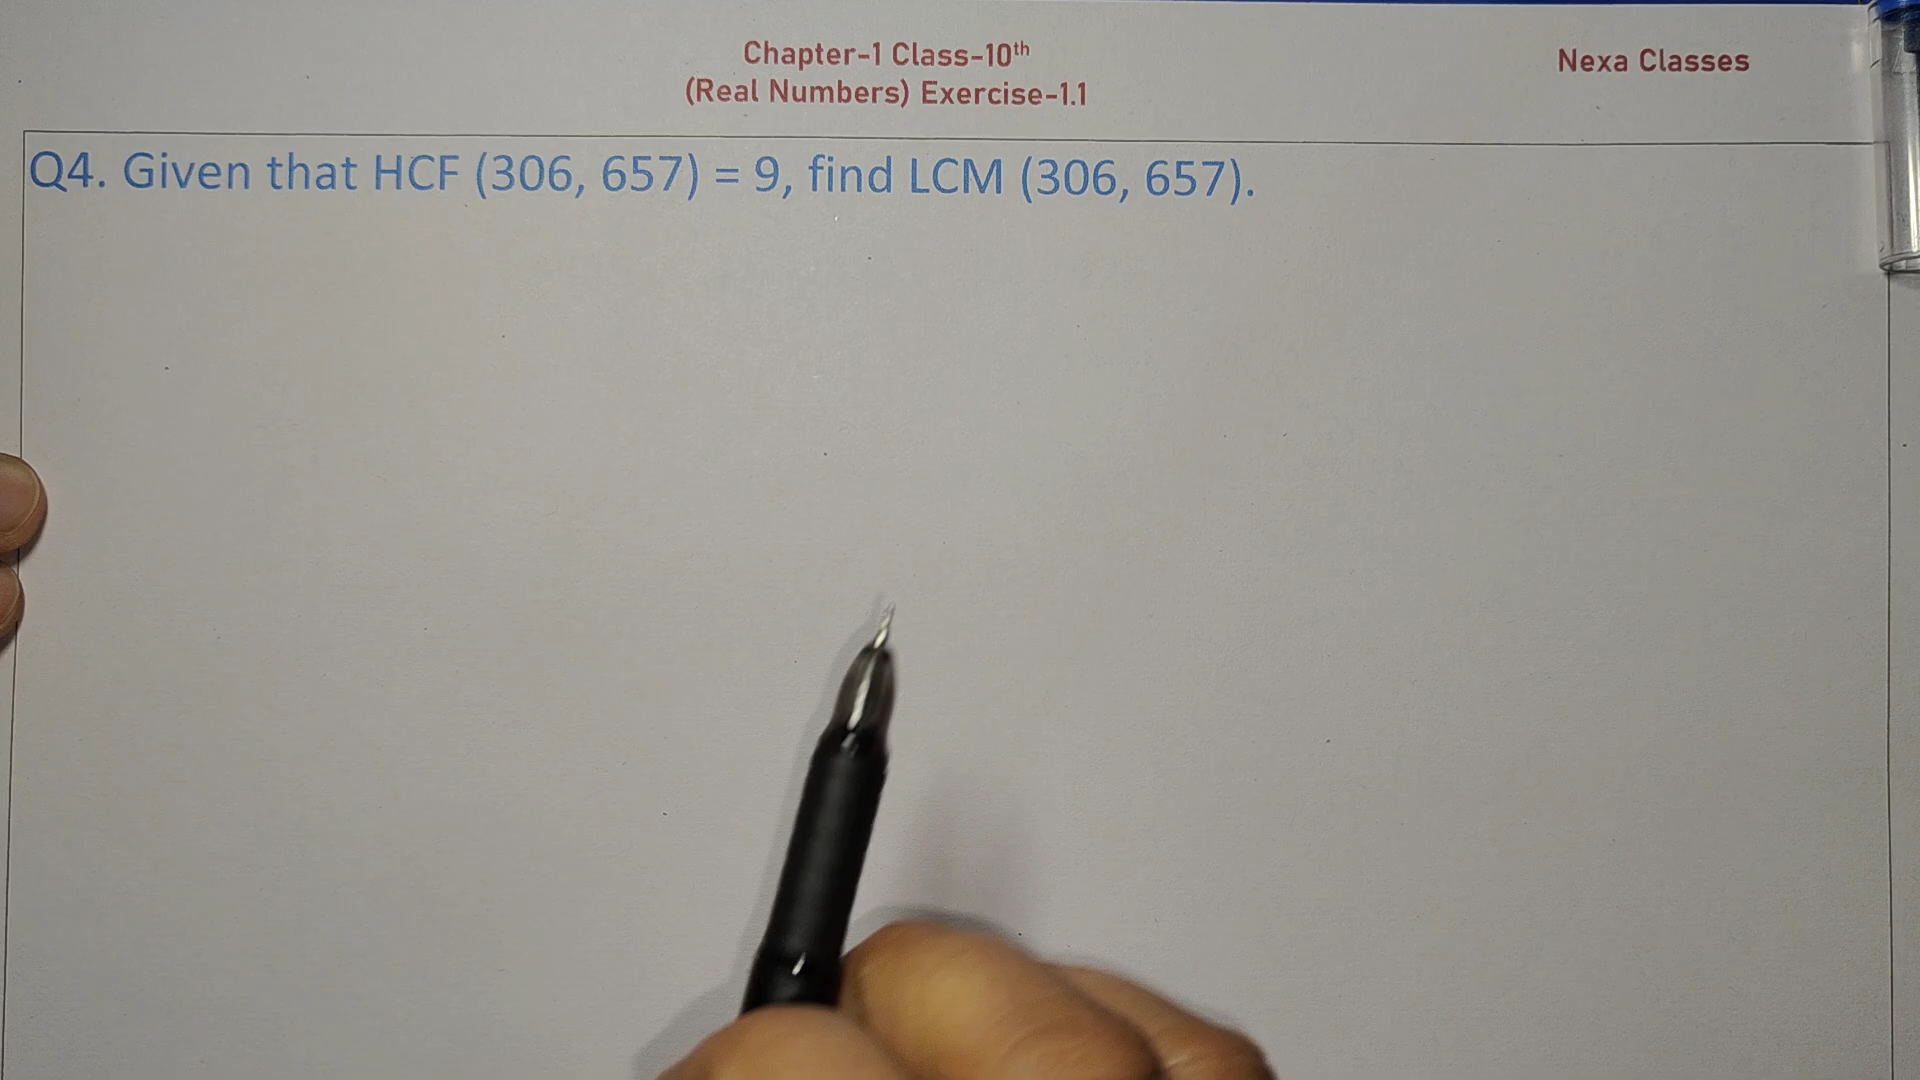 Chapter-1 Class-10th
(Real Numbers) Exercise-1.1
Nexa Classes
Q4. Given that HCF (306, 657) = 9, find LCM (306, 657).